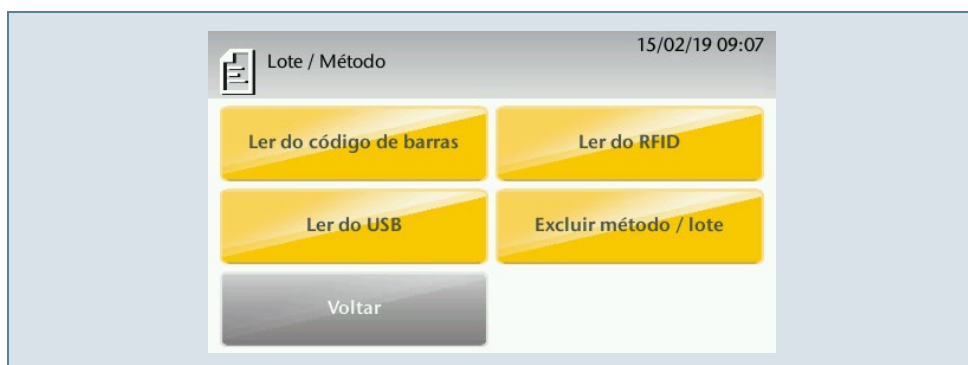 15/02/19 09:07
Lote / Método
Ler do código de barras
Ler do RFID
Ler do USB
Excluir método / lote
Voltar